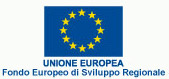 UNIONE EUROPEA
Fondo Europeo di Sviluppo Regionale